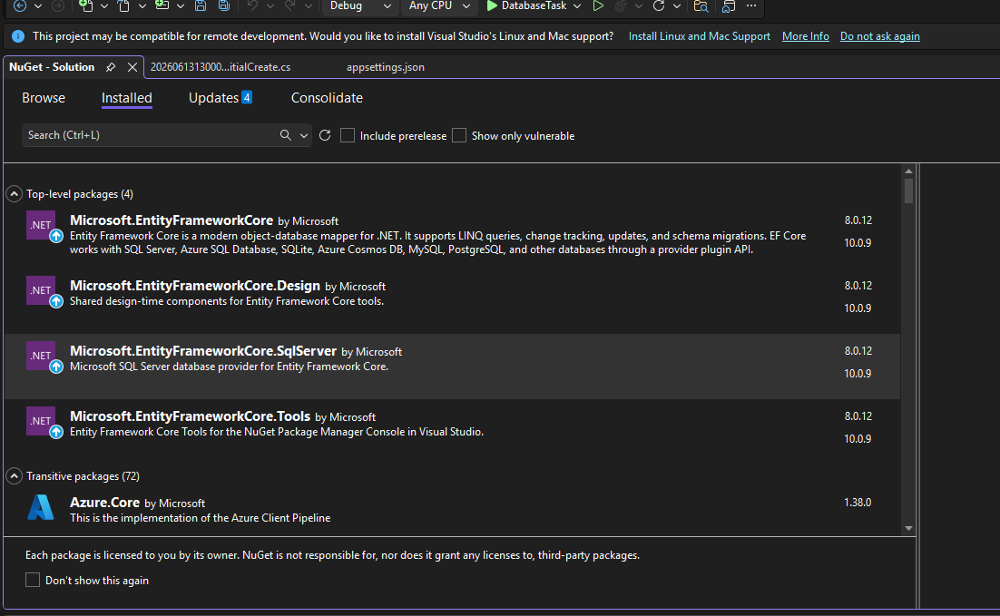 Debug Any CPU DatabaseTask
This project may be compatible for remote development. Would you like to install Visual Studio's Linux and Mac support? Install Linux and Mac Support More Info Do not ask again
NuGet - Solution 2026061313000...itialCreate.cs appsettings.json
Browse Installed Updates 4 Consolidate
Search (Ctrl+L) Include prerelease Show only vulnerable
Top-level packages (4)
.NET Microsoft.EntityFrameworkCore by Microsoft 8.0.12
Entity Framework Core is a modern object-database mapper for .NET. It supports LINQ queries, change tracking, updates, and schema migrations. EF Core 10.0.9
works with SQL Server, Azure SQL Database, SQLite, Azure Cosmos DB, MySQL, PostgreSQL, and other databases through a provider plugin API.
.NET Microsoft.EntityFrameworkCore.Design by Microsoft 8.0.12
Shared design-time components for Entity Framework Core tools.
10.0.9
.NET Microsoft.EntityFrameworkCore.SqlServer by Microsoft 8.0.12
Microsoft SQL Server database provider for Entity Framework Core.
10.0.9
.NET Microsoft.EntityFrameworkCore.Tools by Microsoft 8.0.12
Entity Framework Core Tools for the NuGet Package Manager Console in Visual Studio.
10.0.9
Transitive packages (72)
Azure.Core by Microsoft 1.38.0
This is the implementation of the Azure Client Pipeline
Each package is licensed to you by its owner. NuGet is not responsible for, nor does it grant any licenses to, third-party packages.
Don't show this again